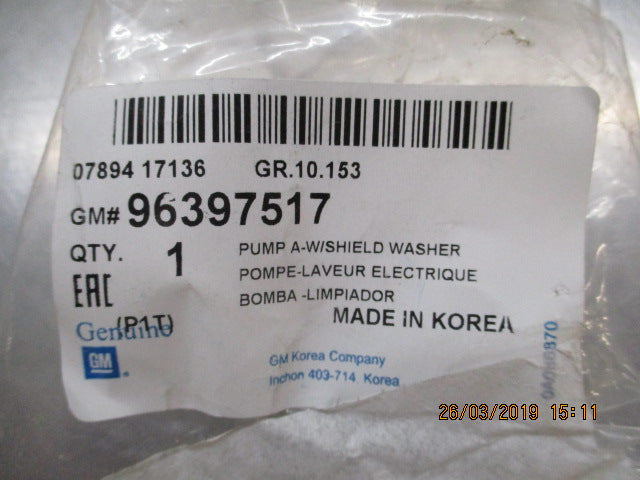 07894 17136 GR.10.153
GM# 96397517
QTY. 1 PUMP A-W/SHIELD WASHER
POMPE-LAVEUR ELECTRIQUE
EAC BOMBA -LIMPIADOR
Genuine (P1T) MADE IN KOREA
GM
GM Korea Company
Inchon 403-714 Korea
26/03/2019 15:11